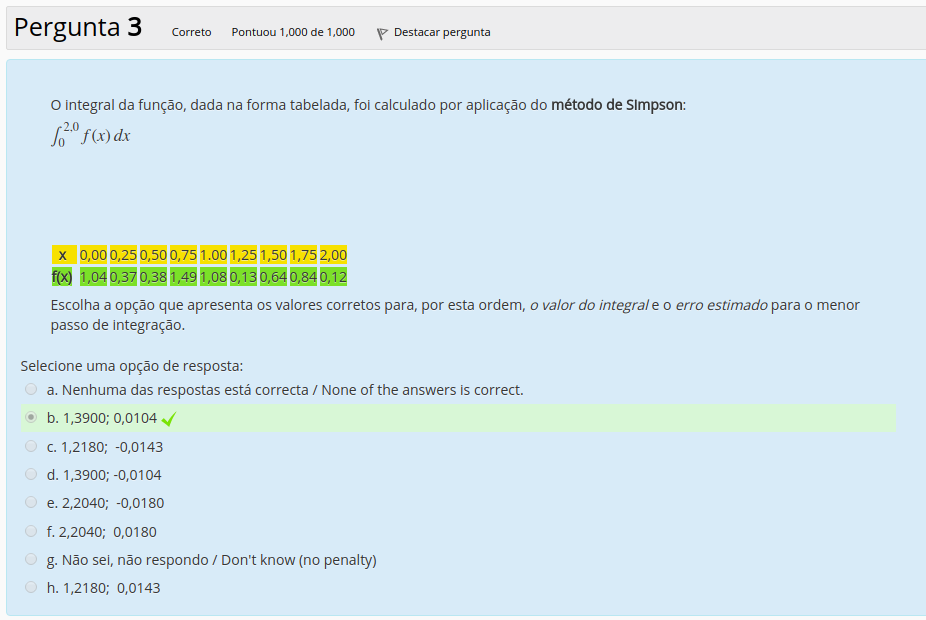 Pergunta 3 Correto Pontuou 1,000 de 1,000 Destacar pergunta
O integral da função, dada na forma tabelada, foi calculado por aplicação do método de SImpson:
∫₀^2,0 f(x) dx
x 0,00 0,25 0,50 0,75 1.00 1,25 1,50 1,75 2,00
f(x) 1,04 0,37 0,38 1,49 1,08 0,13 0,64 0,84 0,12
Escolha a opção que apresenta os valores corretos para, por esta ordem, o valor do integral e o erro estimado para o menor
passo de integração.
Selecione uma opção de resposta:
a. Nenhuma das respostas está correcta / None of the answers is correct.
b. 1,3900; 0,0104
c. 1,2180; -0,0143
d. 1,3900; -0,0104
e. 2,2040; -0,0180
f. 2,2040; 0,0180
g. Não sei, não respondo / Don't know (no penalty)
h. 1,2180; 0,0143